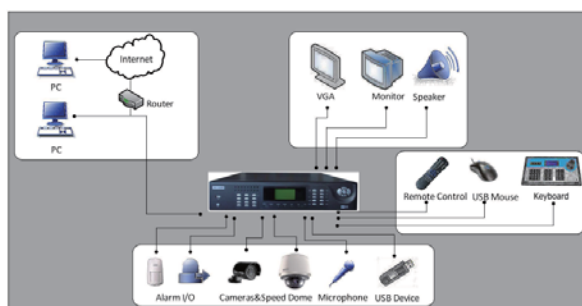 Internet
PC
Router
PC
VGA Monitor Speaker
Remote Control USB Mouse Keyboard
Alarm I/O Cameras&Speed Dome Microphone USB Device